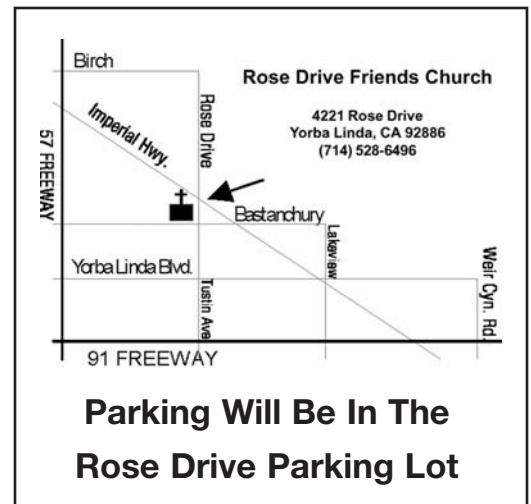 Birch
Rose Drive Friends Church
4221 Rose Drive
Yorba Linda, CA 92886
(714) 528-6496
Rose Drive
Imperial Hwy.
57 FREEWAY
Bastanchury
Lakeview
Yorba Linda Blvd.
Tustin Ave
Weir Cyn. Rd.
91 FREEWAY
Parking Will Be In The
Rose Drive Parking Lot